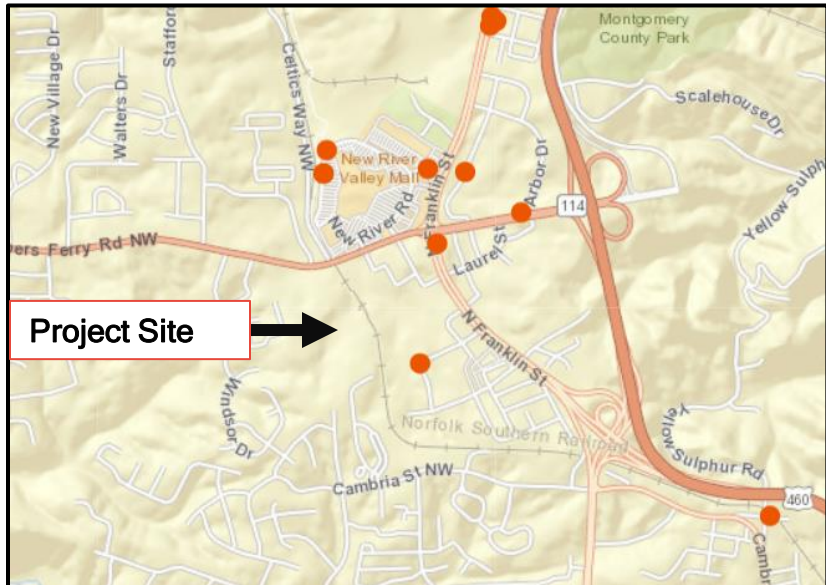 Montgomery
County Park
New Village Dr
Walters Dr
Stafford
Celtics Way NW
Scalehouse Dr
New River
Valley Mall
N Franklin St
Arbor Dr
114
New River Rd
Yellow Sulph
ers Ferry Rd NW
Laurel St
Project Site
N Franklin St
Windsor Dr
Norfolk Southern Railroad
Yellow Sulphur Rd
Cambria St NW
460
Camb